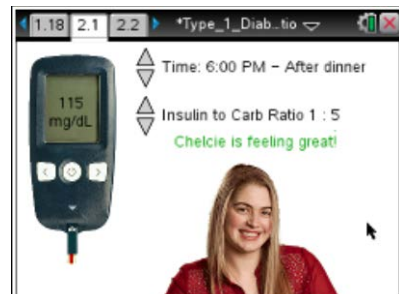 1.18 2.1 2.2 *Type_1_Diab..tio
Time: 6:00 PM – After dinner
115
mg/dL
Insulin to Carb Ratio 1 : 5
Chelcie is feeling great!